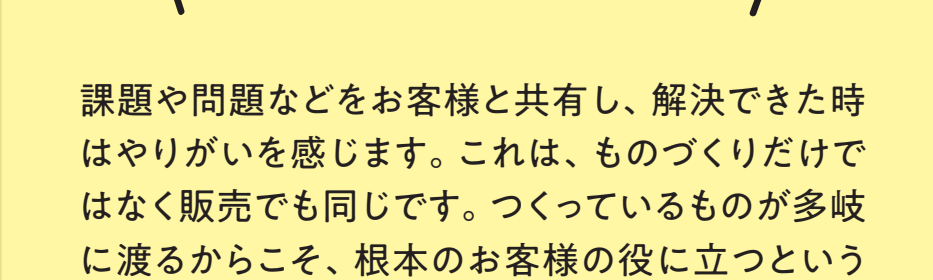 課題や問題などをお客様と共有し、解決できた時
はやりがいを感じます。これは、ものづくりだけで
はなく販売でも同じです。つくっているものが多岐
に渡るからこそ、根本のお客様の役に立つという